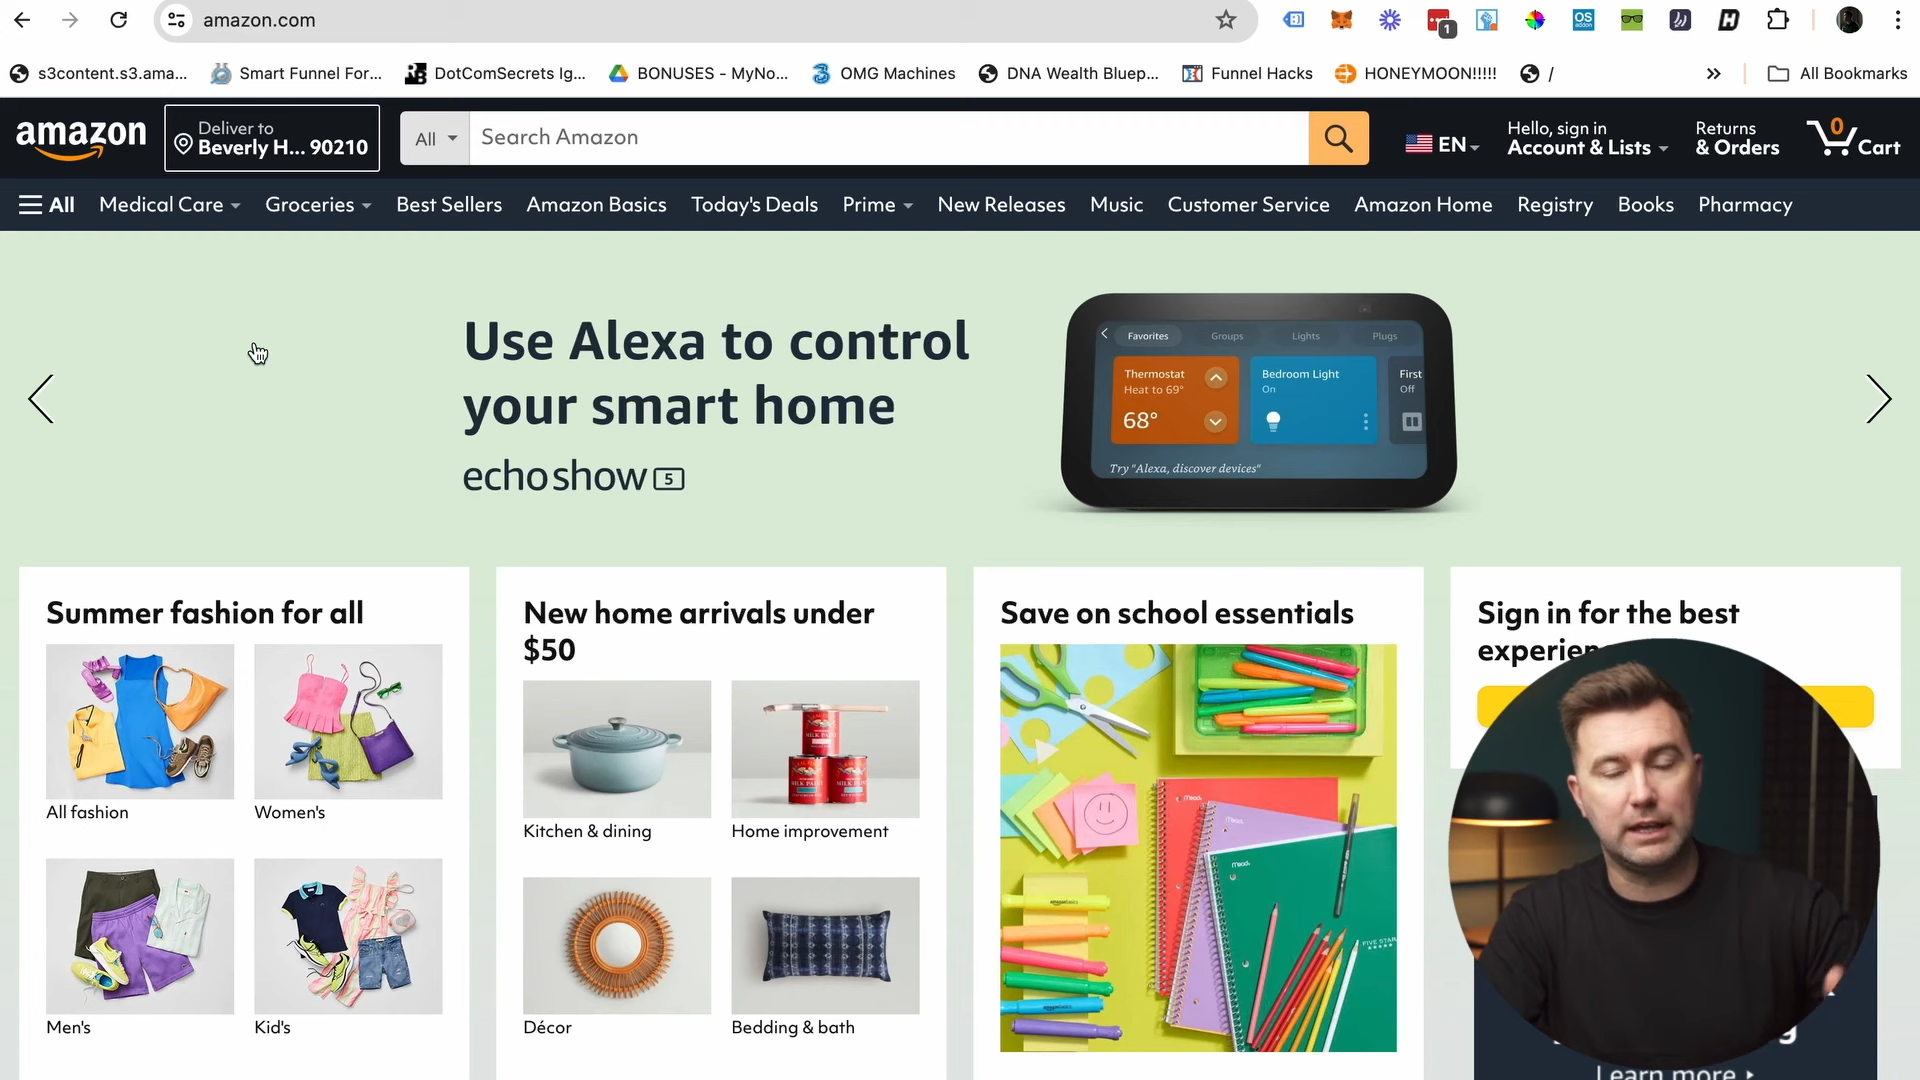 amazon.com
1
s3content.s3.ama...
Smart Funnel For...
DotComSecrets Ig...
BONUSES - MyNo...
OMG Machines
DNA Wealth Bluep...
Funnel Hacks
HONEYMOON!!!!!
/
»
All Bookmarks
amazon
Deliver to
Beverly H... 90210
All
Search Amazon
EN
Hello, sign in
Account & Lists
Returns
& Orders
0
Cart
All
Medical Care
Groceries
Best Sellers
Amazon Basics
Today's Deals
Prime
New Releases
Music
Customer Service
Amazon Home
Registry
Books
Pharmacy
Use Alexa to control
your smart home
echo show 5
Favorites
Groups
Lights
Plugs
Thermostat
Heat to 69°
68°
Bedroom Light
On
First
Off
Try "Alexa, discover devices"
Summer fashion for all
All fashion
Women's
Men's
Kid's
New home arrivals under
$50
Kitchen & dining
Home improvement
Décor
Bedding & bath
Save on school essentials
Mead
Mead
Mead
FIVE STAR
Sign in for the best
Learn more